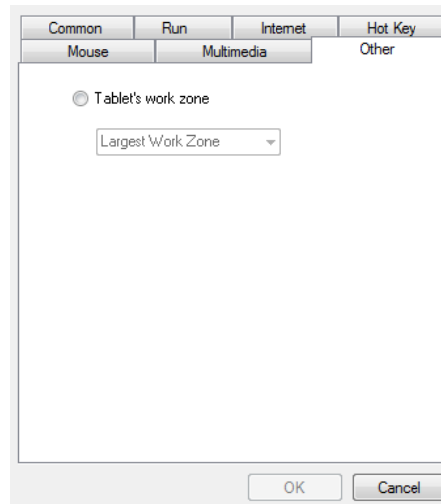 Common Run Internet Hot Key
Mouse Multimedia Other
Tablet's work zone
Largest Work Zone
OK Cancel